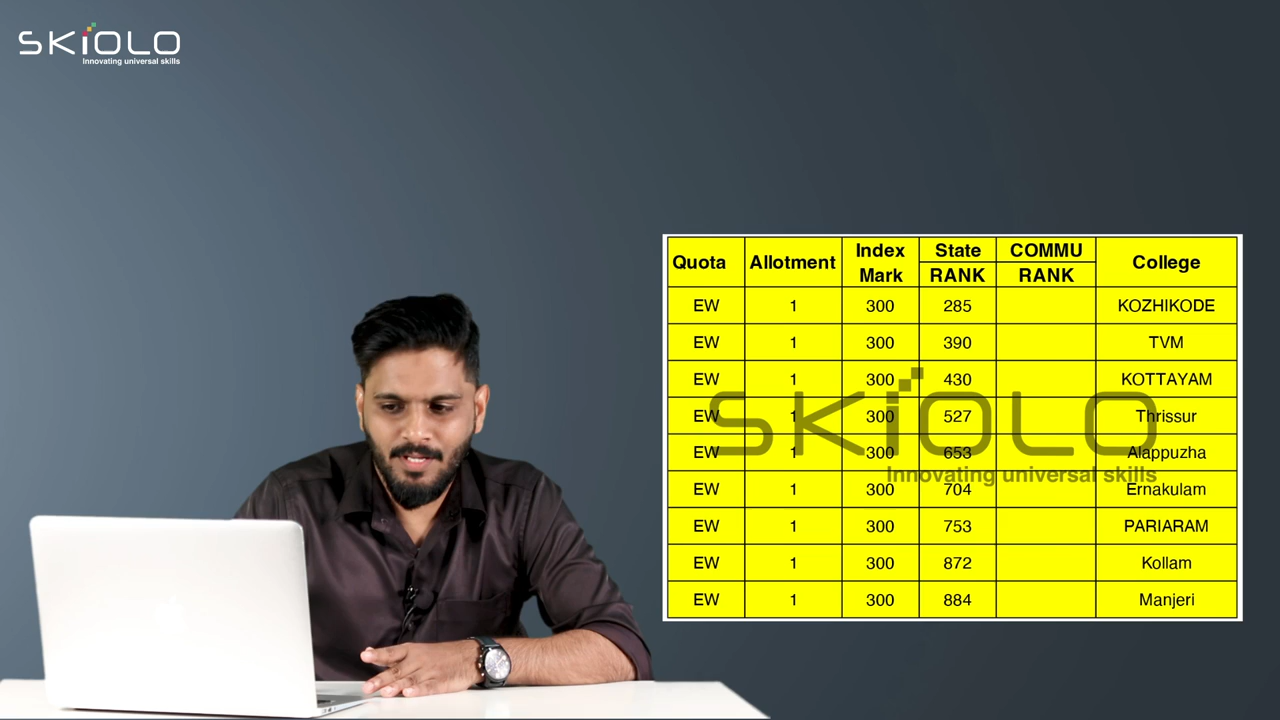 SKiOLO
Innovating universal skills
Quota Allotment Index Mark State RANK COMMU RANK College
EW 1 300 285 KOZHIKODE
EW 1 300 390 TVM
EW 1 300 430 KOTTAYAM
EW 1 300 527 Thrissur
EW 1 300 653 Alappuzha
EW 1 300 704 Ernakulam
EW 1 300 753 PARIARAM
EW 1 300 872 Kollam
EW 1 300 884 Manjeri
SKiOLO
Innovating universal skills